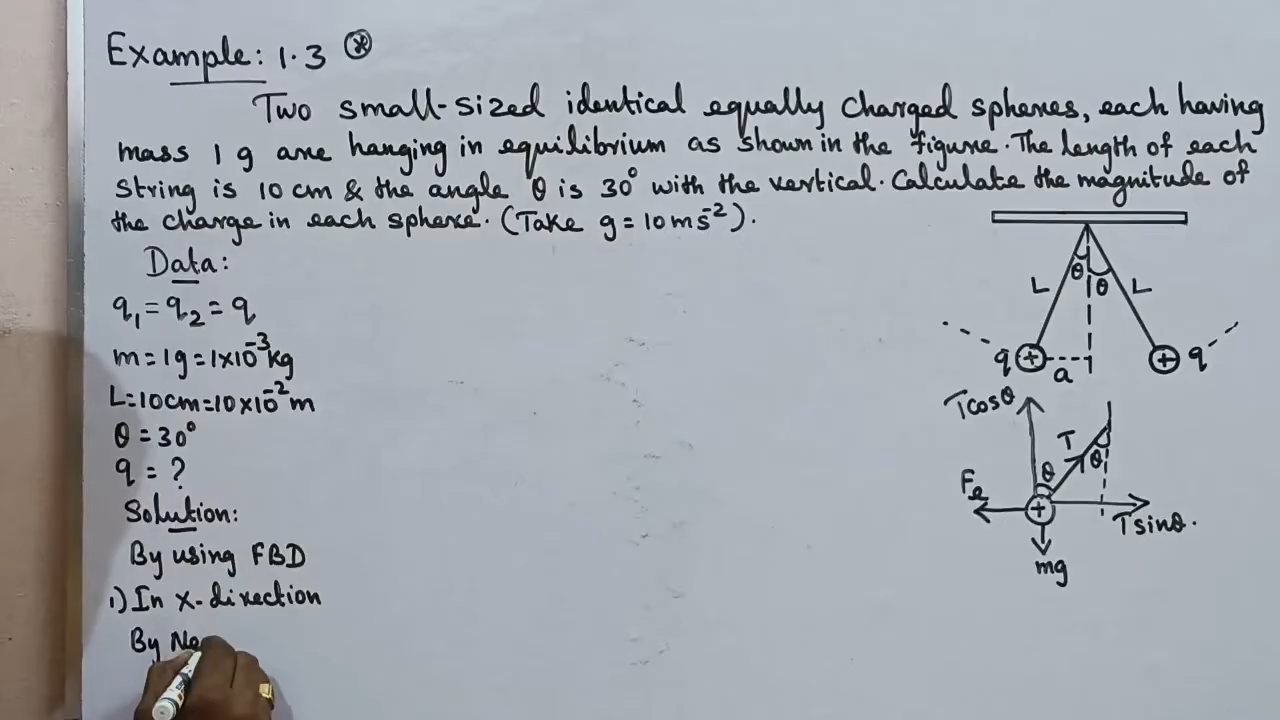 Example: 1.3 *
Two small-sized identical equally charged spheres, each having
mass 1 g are hanging in equilibrium as shown in the figure. The length of each
string is 10 cm & the angle θ is 30° with the vertical. Calculate the magnitude of
the charge in each sphere. (Take g = 10 ms⁻²).
Data:
q₁ = q₂ = q
m = 1g = 1×10⁻³kg
L = 10cm = 10×10⁻² m
θ = 30°
q = ?
Solution:
By using FBD
1) In x-direction
By Ne
θ
θ
L
L
q
+
a
+
q
Tcosθ
T
θ
θ
Fe
+
Tsinθ.
mg